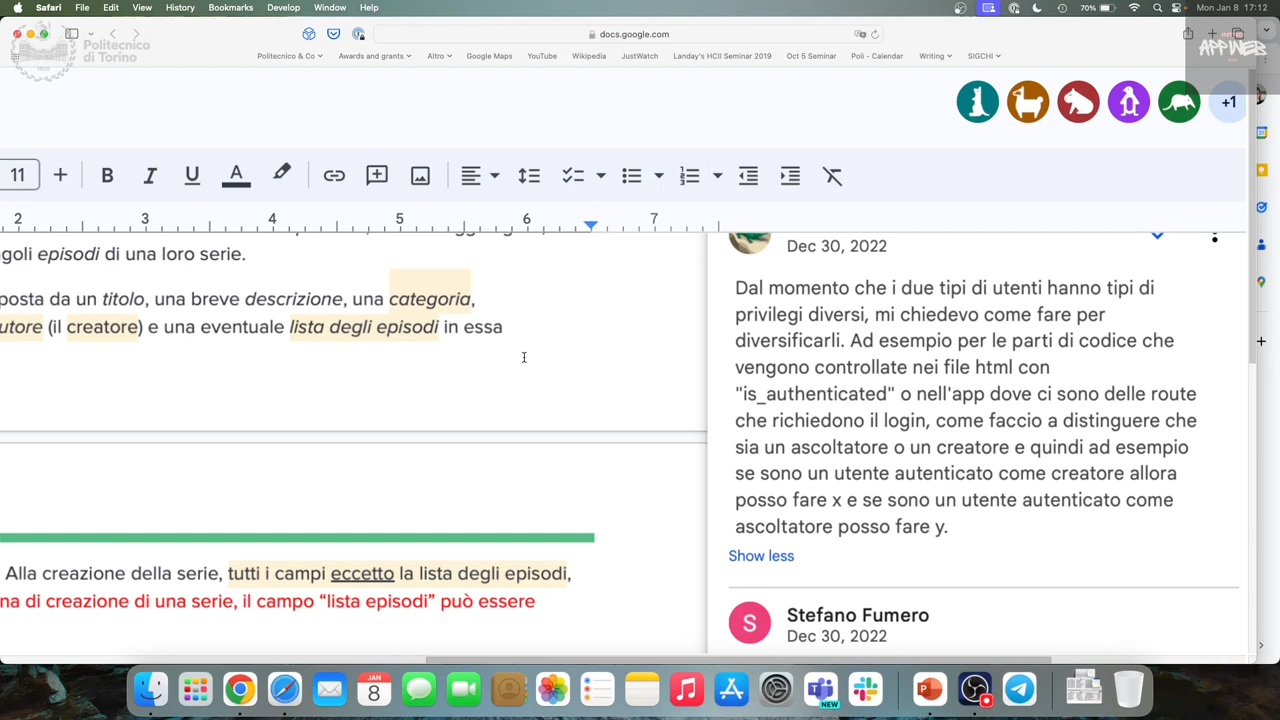 Safari File Edit View History Bookmarks Develop Window Help
70% Mon Jan 8 17:12
Politecnico
di Torino
docs.google.com
Politecnico & Co Awards and grants Altro Google Maps YouTube Wikipedia JustWatch Landay's HCII Seminar 2019 Oct 5 Seminar Poli - Calendar Writing SIGCHI
APPWEB
+1
11 + B I U A
2 3 4 5 6 7
goli episodi di una loro serie.
posta da un titolo, una breve descrizione, una categoria,
utore (il creatore) e una eventuale lista degli episodi in essa
Alla creazione della serie, tutti i campi eccetto la lista degli episodi,
na di creazione di una serie, il campo “lista episodi” può essere
Dec 30, 2022
Dal momento che i due tipi di utenti hanno tipi di
privilegi diversi, mi chiedevo come fare per
diversificarli. Ad esempio per le parti di codice che
vengono controllate nei file html con
"is_authenticated" o nell'app dove ci sono delle route
che richiedono il login, come faccio a distinguere che
sia un ascoltatore o un creatore e quindi ad esempio
se sono un utente autenticato come creatore allora
posso fare x e se sono un utente autenticato come
ascoltatore posso fare y.
Show less
S
Stefano Fumero
Dec 30, 2022
JAN
8
NEW